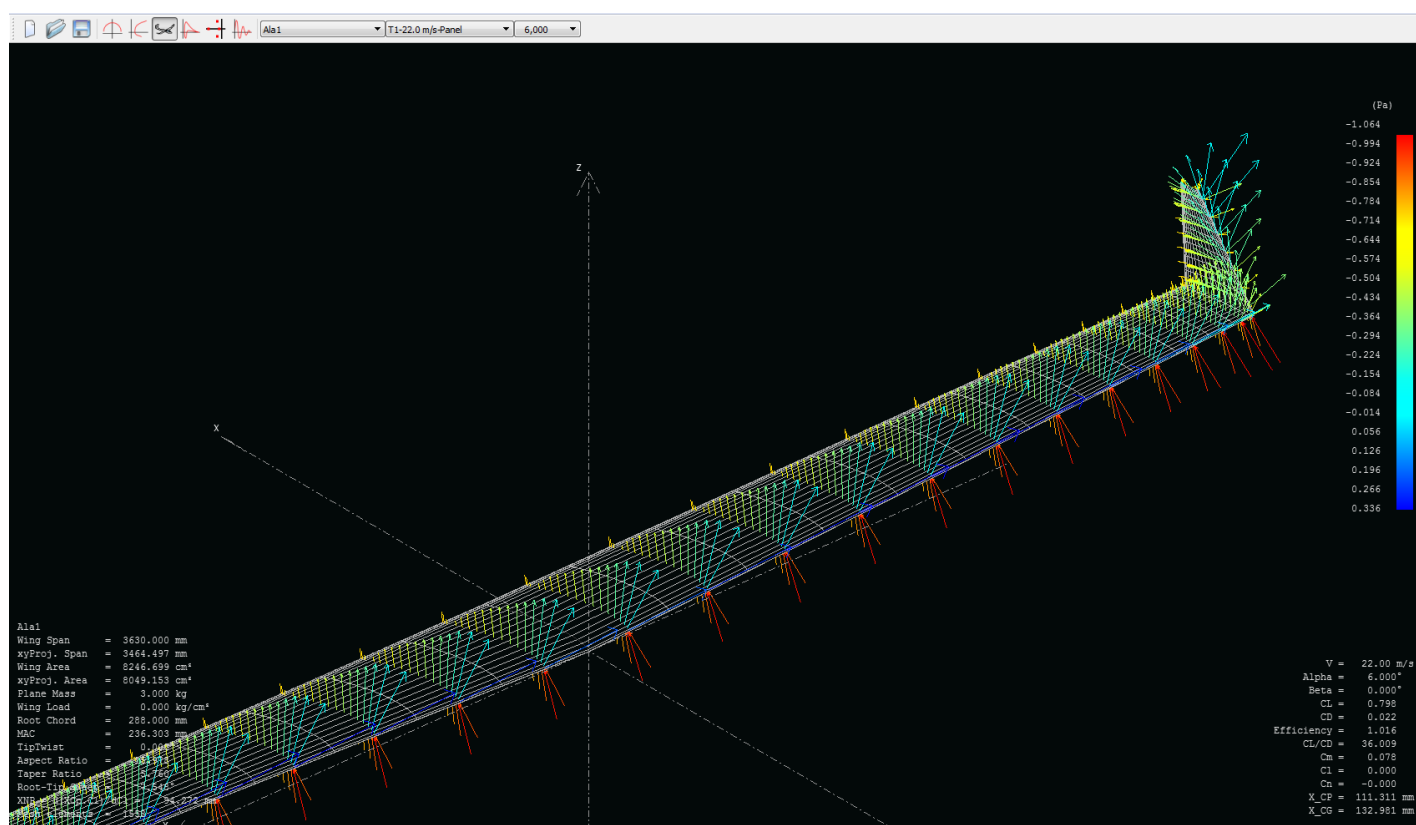 Ala1 T1-22.0 m/s-Panel 6,000
(Pa)
-1.064
-0.994
-0.924
-0.854
-0.784
-0.714
-0.644
-0.574
-0.504
-0.434
-0.364
-0.294
-0.224
-0.154
-0.084
-0.014
0.056
0.126
0.196
0.266
0.336
Z
X
Ala1
Wing Span = 3630.000 mm
xyProj. Span = 3464.497 mm
Wing Area = 8246.699 cm²
xyProj. Area = 8049.153 cm²
Plane Mass = 3.000 kg
Wing Load = 0.000 kg/cm²
Root Chord = 288.000 mm
MAC = 236.303 mm
TipTwist =
Aspect Ratio =
Taper Ratio
Root-Tip
V = 22.00 m/s
Alpha = 6.000°
Beta = 0.000°
CL = 0.798
CD = 0.022
Efficiency = 1.016
CL/CD = 36.009
Cm = 0.078
Cl = 0.000
Cn = -0.000
X_CP = 111.311 mm
X_CG = 132.981 mm